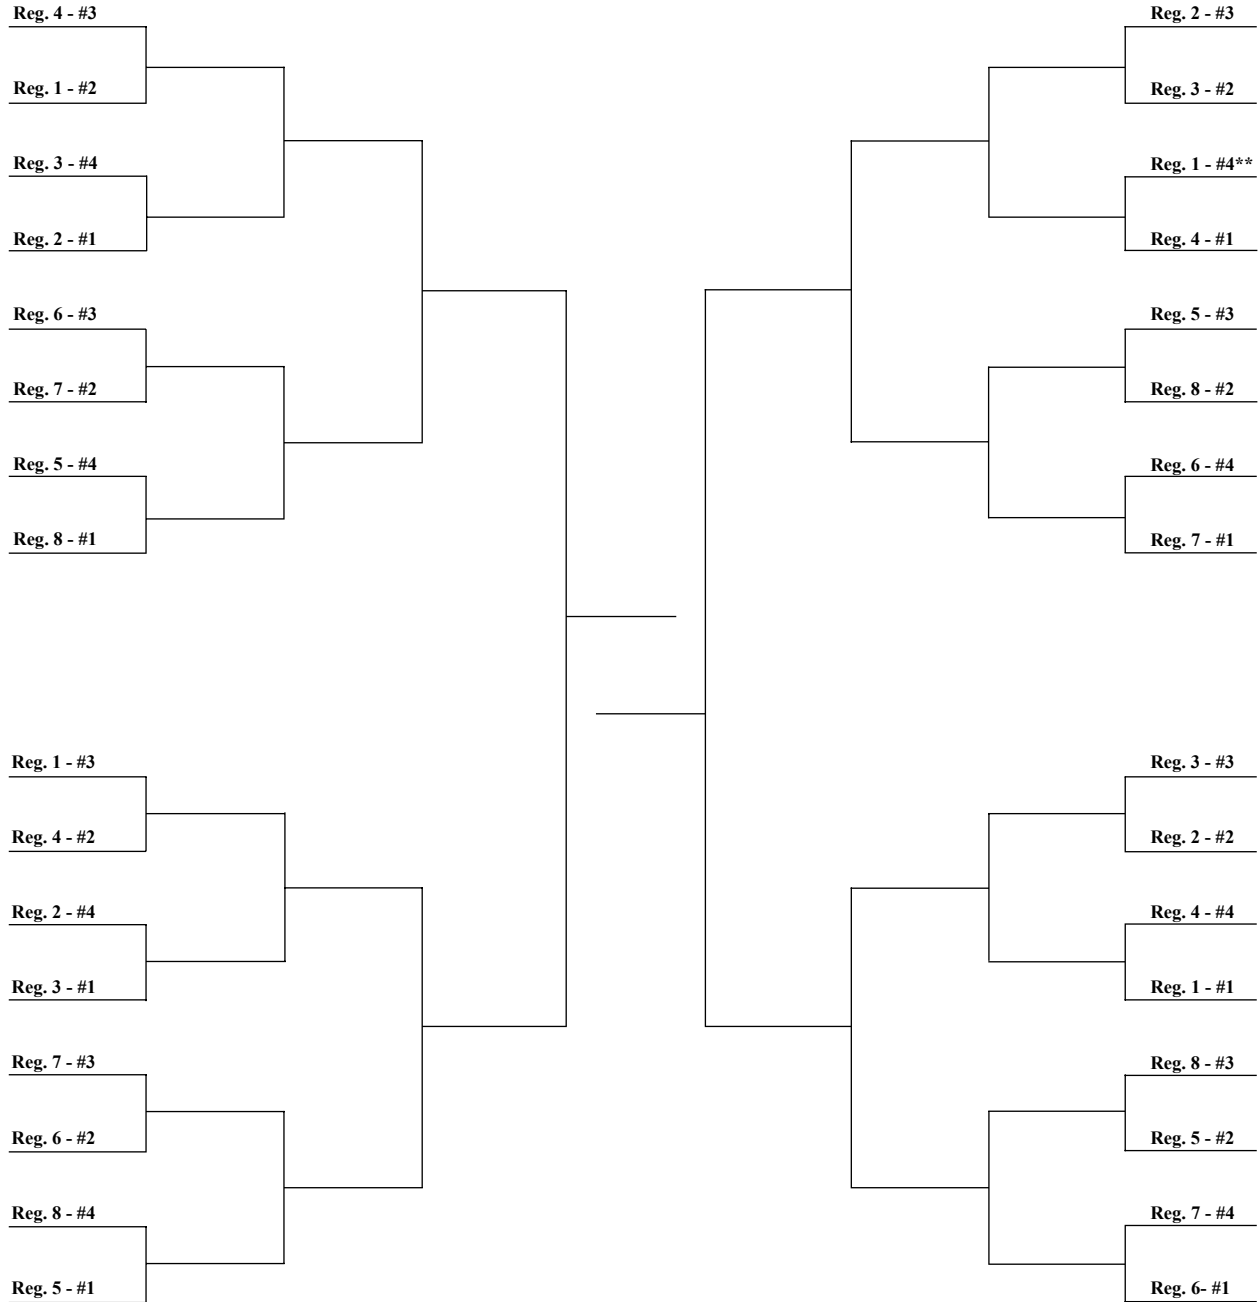 Reg. 4 - #3
Reg. 1 - #2
Reg. 3 - #4
Reg. 2 - #1
Reg. 6 - #3
Reg. 7 - #2
Reg. 5 - #4
Reg. 8 - #1
Reg. 1 - #3
Reg. 4 - #2
Reg. 2 - #4
Reg. 3 - #1
Reg. 7 - #3
Reg. 6 - #2
Reg. 8 - #4
Reg. 5 - #1
Reg. 2 - #3
Reg. 3 - #2
Reg. 1 - #4**
Reg. 4 - #1
Reg. 5 - #3
Reg. 8 - #2
Reg. 6 - #4
Reg. 7 - #1
Reg. 3 - #3
Reg. 2 - #2
Reg. 4 - #4
Reg. 1 - #1
Reg. 8 - #3
Reg. 5 - #2
Reg. 7 - #4
Reg. 6- #1